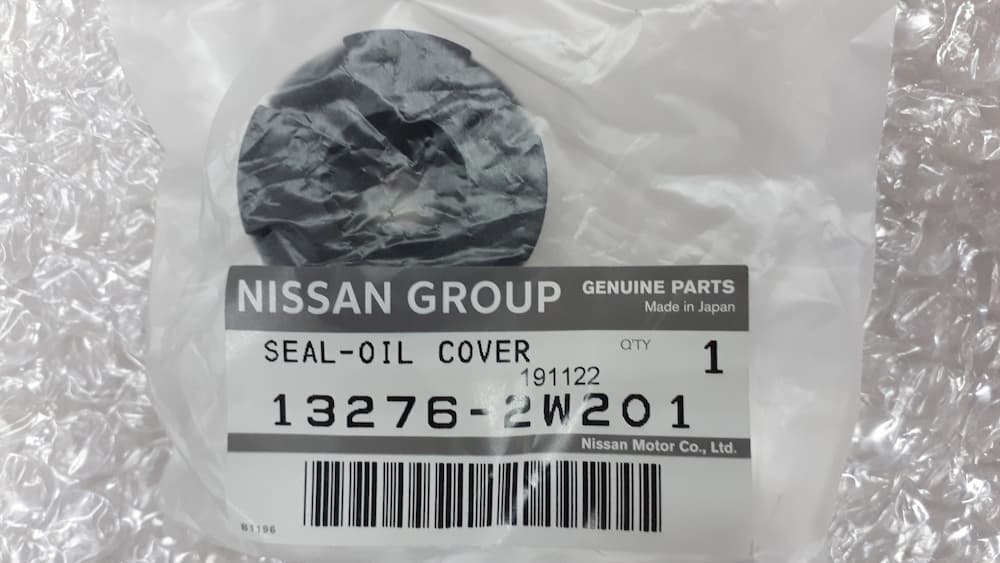 NISSAN GROUP GENUINE PARTS
Made in Japan
SEAL-OIL COVER Q'TY 1
191122
13276-2W201
Nissan Motor Co., Ltd.
B1196